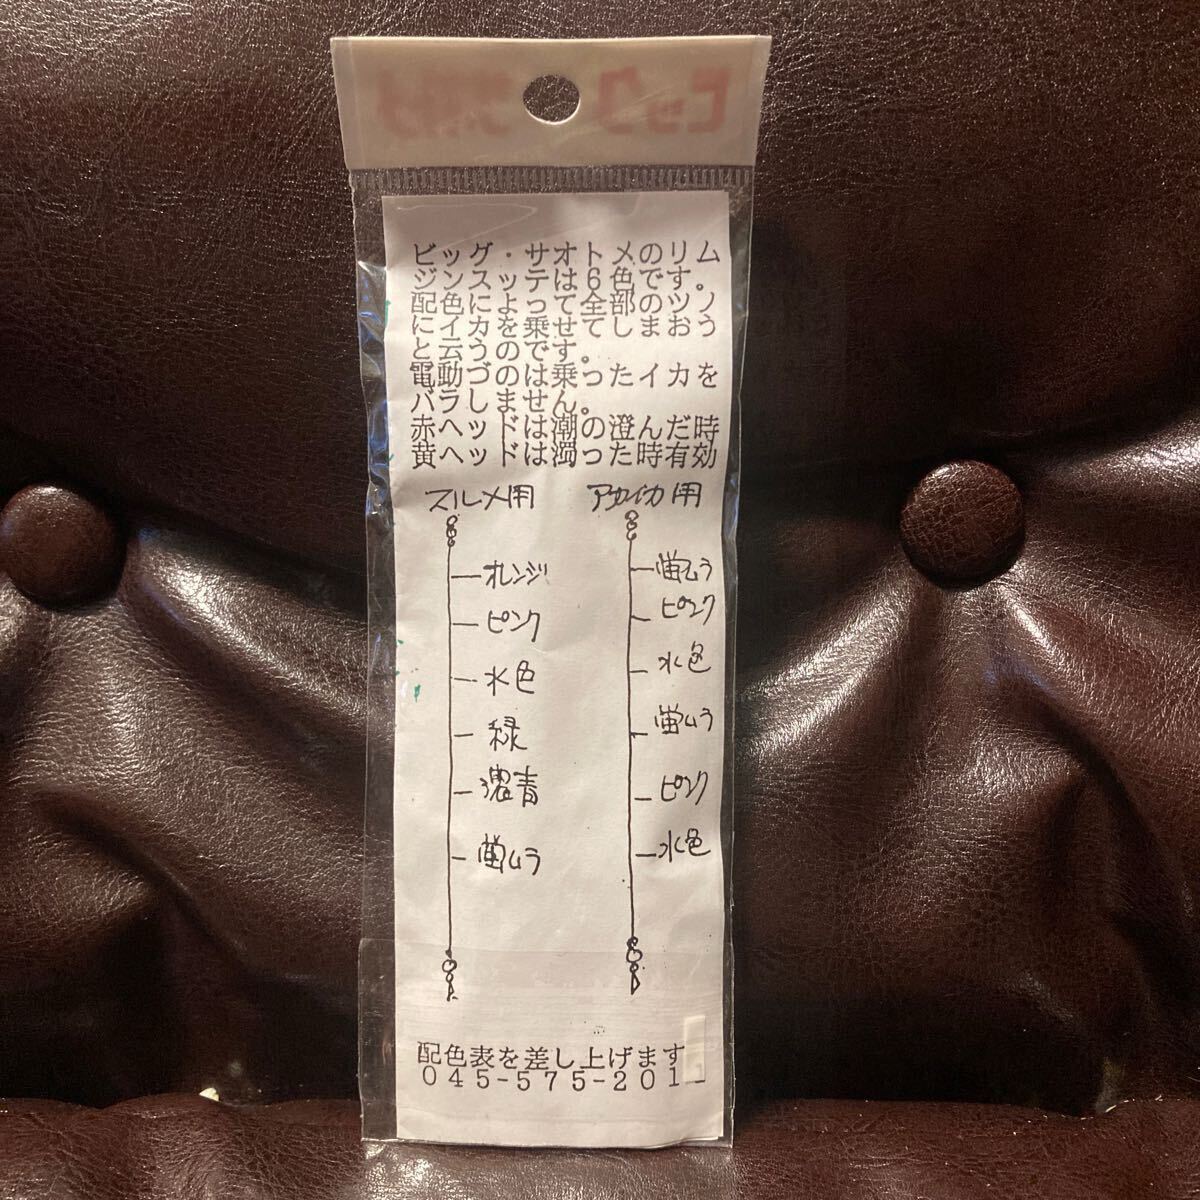 ビッグ・サオトメのリム
ジンスッテは6色です。
配色によって全部のツノ
にイカを乗せてしまおう
と云うのです。
電動づのは乗ったイカを
バラしません。
赤ヘッドは潮の澄んだ時
黄ヘッドは濁った時有効
スルメ用
オレンジ
ピンク
水色
緑
濃青
蛍ムラ
アカイカ用
蛍ムラ
ピンク
水色
蛍ムラ
ピンク
水色
配色表を差し上げます
045-575-201